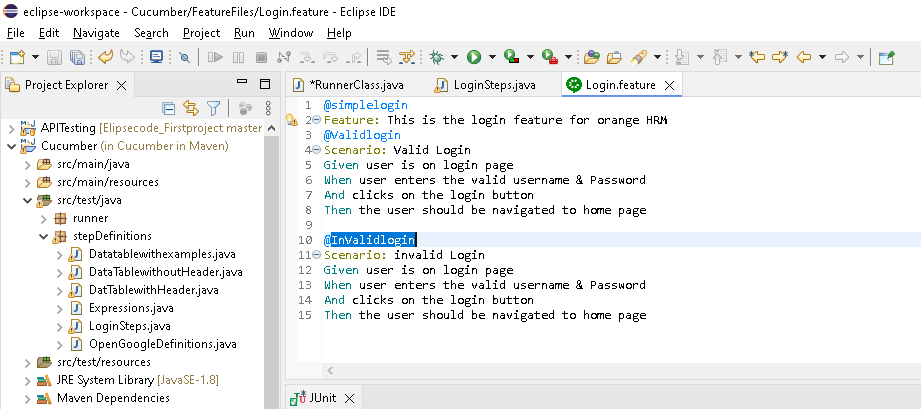 eclipse-workspace - Cucumber/FeatureFiles/Login.feature - Eclipse IDE
File Edit Navigate Search Project Run Window Help
Project Explorer
*RunnerClass.java LoginSteps.java Login.feature
APITesting [Elipsecode_Firstproject master
Cucumber (in Cucumber in Maven)
src/main/java
src/main/resources
src/test/java
runner
stepDefinitions
Datatablewithexamples.java
DataTablewithoutHeader.java
DatTablewithHeader.java
Expressions.java
LoginSteps.java
OpenGoogleDefinitions.java
src/test/resources
JRE System Library [JavaSE-1.8]
Maven Dependencies
1 @simplelogin
2 Feature: This is the login feature for orange HRM
3 @Validlogin
4 Scenario: Valid Login
5 Given user is on login page
6 When user enters the valid username & Password
7 And clicks on the login button
8 Then the user should be navigated to home page
9
10 @InValidlogin
11 Scenario: invalid Login
12 Given user is on login page
13 When user enters the valid username & Password
14 And clicks on the login button
15 Then the user should be navigated to home page
JUnit